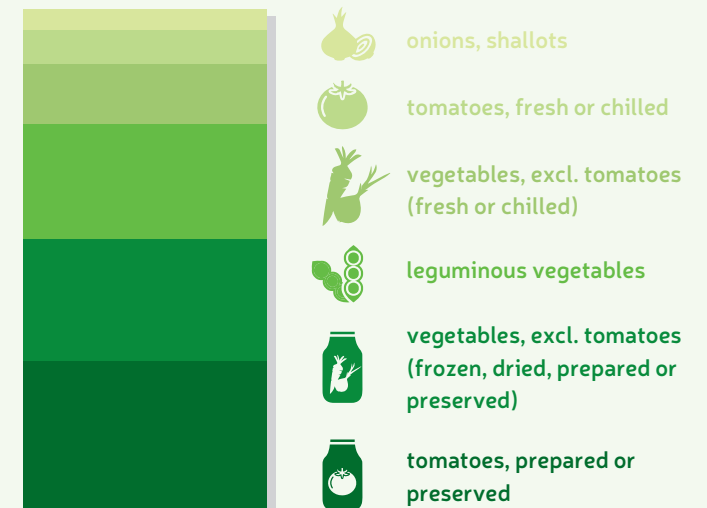 onions, shallots
tomatoes, fresh or chilled
vegetables, excl. tomatoes
(fresh or chilled)
leguminous vegetables
vegetables, excl. tomatoes
(frozen, dried, prepared or
preserved)
tomatoes, prepared or
preserved